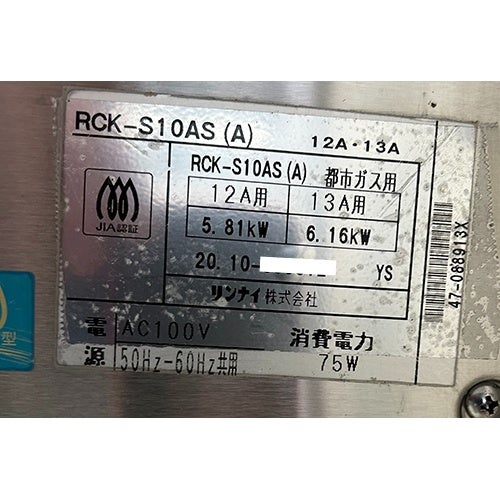 RCK-S10AS(A) 12A・13A
RCK-S10AS(A) 都市ガス用
12A用 13A用
5.81kW 6.16kW
20.10- YS
リンナイ株式会社
JIA認証
47-088913X
電源 AC100V 消費電力
50Hz-60Hz共用 75W
型